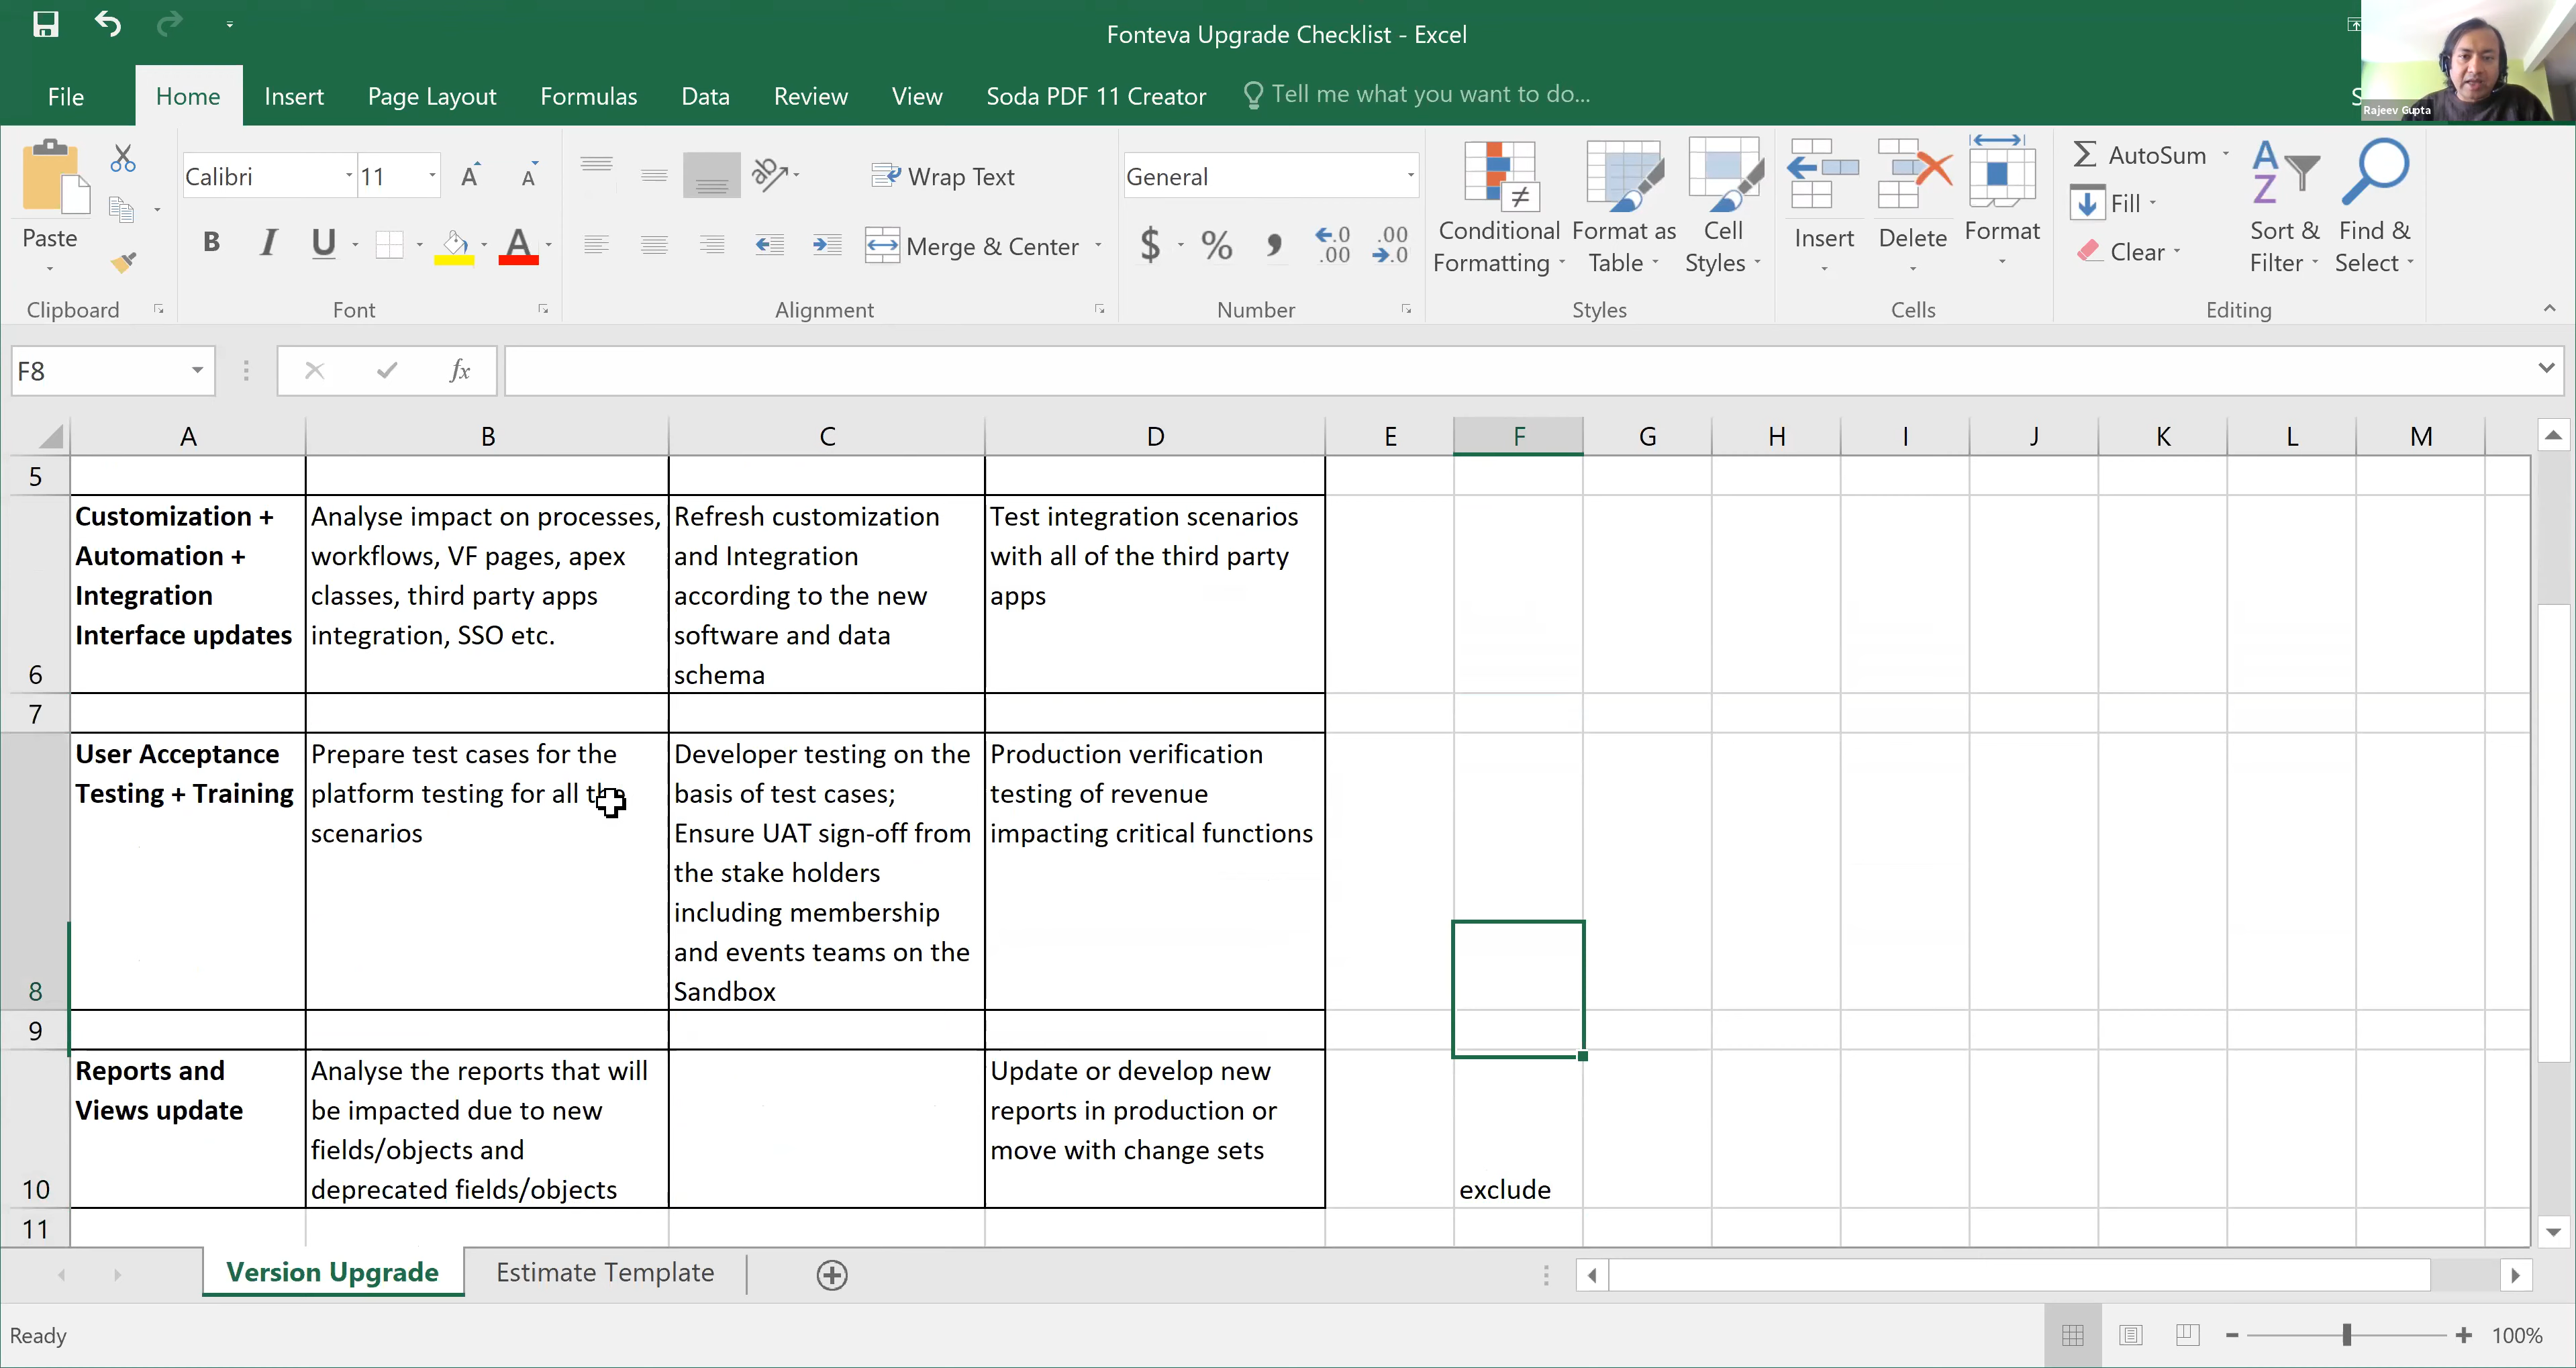 Fonteva Upgrade Checklist - Excel
Rajeev Gupta
File Home Insert Page Layout Formulas Data Review View Soda PDF 11 Creator Tell me what you want to do...
Paste
Calibri 11
Wrap Text
Merge & Center
General
$ % , .0 .00 .00 .0
Conditional Formatting
Format as Table
Cell Styles
Insert Delete Format
AutoSum
Fill
Clear
Sort & Filter
Find & Select
Clipboard Font Alignment Number Styles Cells Editing
F8 fx
A B C D E F G H I J K L M
5
Customization +
Automation +
Integration
Interface updates
Analyse impact on processes,
workflows, VF pages, apex
classes, third party apps
integration, SSO etc.
Refresh customization
and Integration
according to the new
software and data
schema
Test integration scenarios
with all of the third party
apps
6
7
User Acceptance
Testing + Training
Prepare test cases for the
platform testing for all the
scenarios
Developer testing on the
basis of test cases;
Ensure UAT sign-off from
the stake holders
including membership
and events teams on the
Sandbox
Production verification
testing of revenue
impacting critical functions
8
9
Reports and
Views update
Analyse the reports that will
be impacted due to new
fields/objects and
deprecated fields/objects
Update or develop new
reports in production or
move with change sets
exclude
10
11
Version Upgrade Estimate Template
Ready 100%